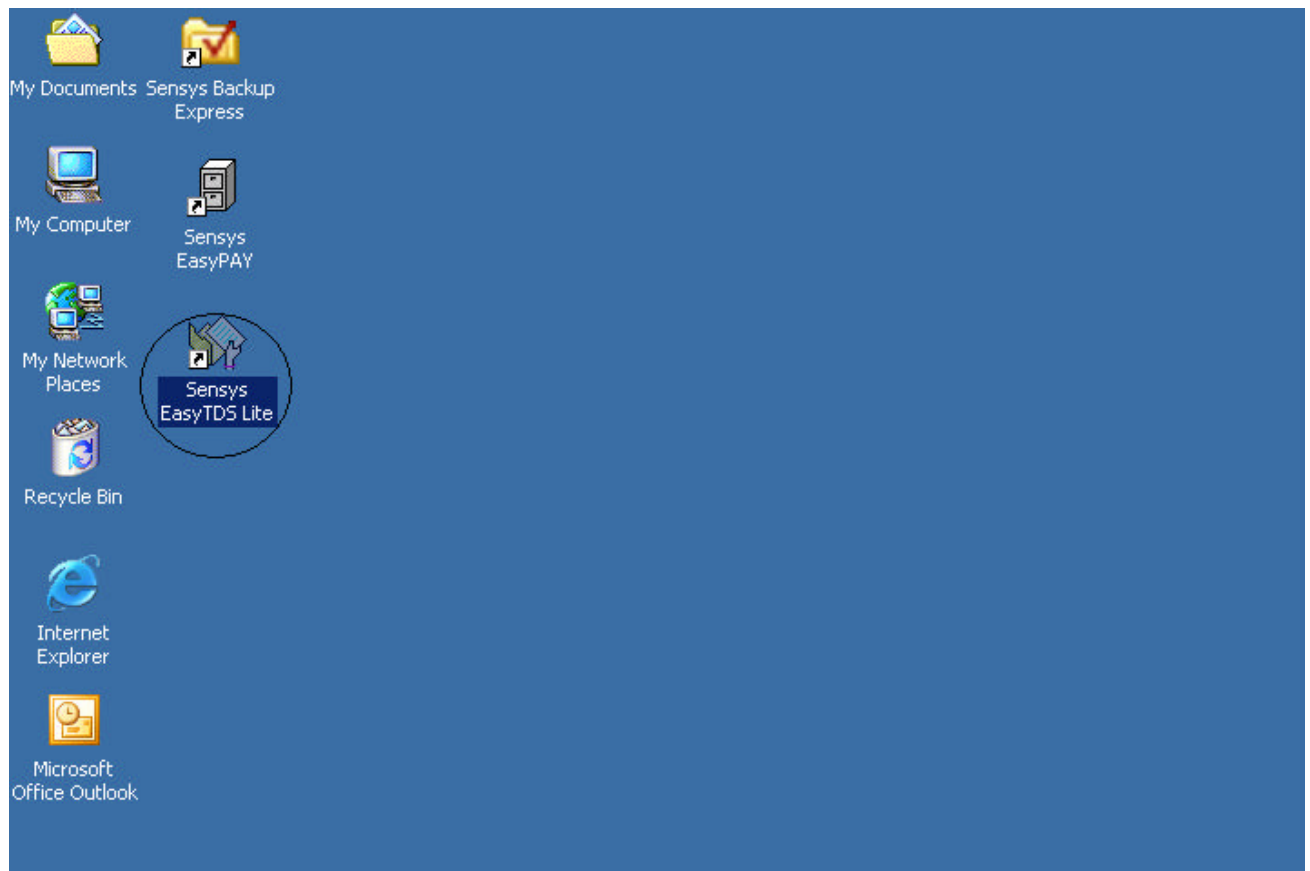 My Documents
Sensys Backup
Express
My Computer
Sensys
EasyPAY
My Network
Places
Sensys
EasyTDS Lite
Recycle Bin
Internet
Explorer
Microsoft
Office Outlook